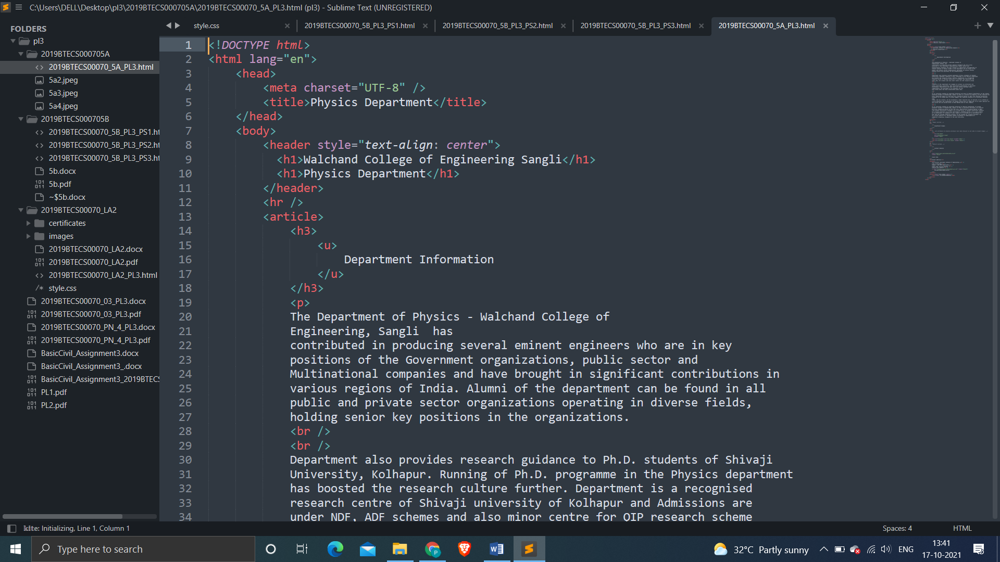 C:\Users\DELL\Desktop\pl3\2019BTECS000705A\2019BTECS00070_5A_PL3.html (pl3) - Sublime Text (UNREGISTERED)
FOLDERS
pl3
2019BTECS000705A
2019BTECS00070_5A_PL3.html
5a2.jpeg
5a3.jpeg
5a4.jpeg
2019BTECS000705B
2019BTECS00070_5B_PL3_PS1.ht
2019BTECS00070_5B_PL3_PS2.ht
2019BTECS00070_5B_PL3_PS3.ht
5b.docx
5b.pdf
~$5b.docx
2019BTECS00070_LA2
certificates
images
2019BTECS00070_LA2.docx
2019BTECS00070_LA2.pdf
2019BTECS00070_LA2_PL3.html
style.css
2019BTECS00070_03_PL3.docx
2019BTECS00070_03_PL3.pdf
2019BTECS00070_PN_4_PL3.docx
2019BTECS00070_PN_4_PL3.pdf
BasicCivil_Assignment3.docx
BasicCivil_Assignment3_.docx
BasicCivil_Assignment3_2019BTECS
PL1.pdf
PL2.pdf
style.css 2019BTECS00070_5B_PL3_PS1.html 2019BTECS00070_5B_PL3_PS2.html 2019BTECS00070_5B_PL3_PS3.html 2019BTECS00070_5A_PL3.html
1 <!DOCTYPE html>
2 <html lang="en">
3 <head>
4 <meta charset="UTF-8" />
5 <title>Physics Department</title>
6 </head>
7 <body>
8 <header style="text-align: center">
9 <h1>Walchand College of Engineering Sangli</h1>
10 <h1>Physics Department</h1>
11 </header>
12 <hr />
13 <article>
14 <h3>
15 <u>
16 Department Information
17 </u>
18 </h3>
19 <p>
20 The Department of Physics - Walchand College of
21 Engineering, Sangli  has
22 contributed in producing several eminent engineers who are in key
23 positions of the Government organizations, public sector and
24 Multinational companies and have brought in significant contributions in
25 various regions of India. Alumni of the department can be found in all
26 public and private sector organizations operating in diverse fields,
27 holding senior key positions in the organizations.
28 <br />
29 <br />
30 Department also provides research guidance to Ph.D. students of Shivaji
31 University, Kolhapur. Running of Ph.D. programme in the Physics department
32 has boosted the research culture further. Department is a recognised
33 research centre of Shivaji university of Kolhapur and Admissions are
34 under NDF, ADF schemes and also minor centre for QIP research scheme
kite: Initializing, Line 1, Column 1 Spaces: 4 HTML
Type here to search
32°C Partly sunny ENG
13:41
17-10-2021